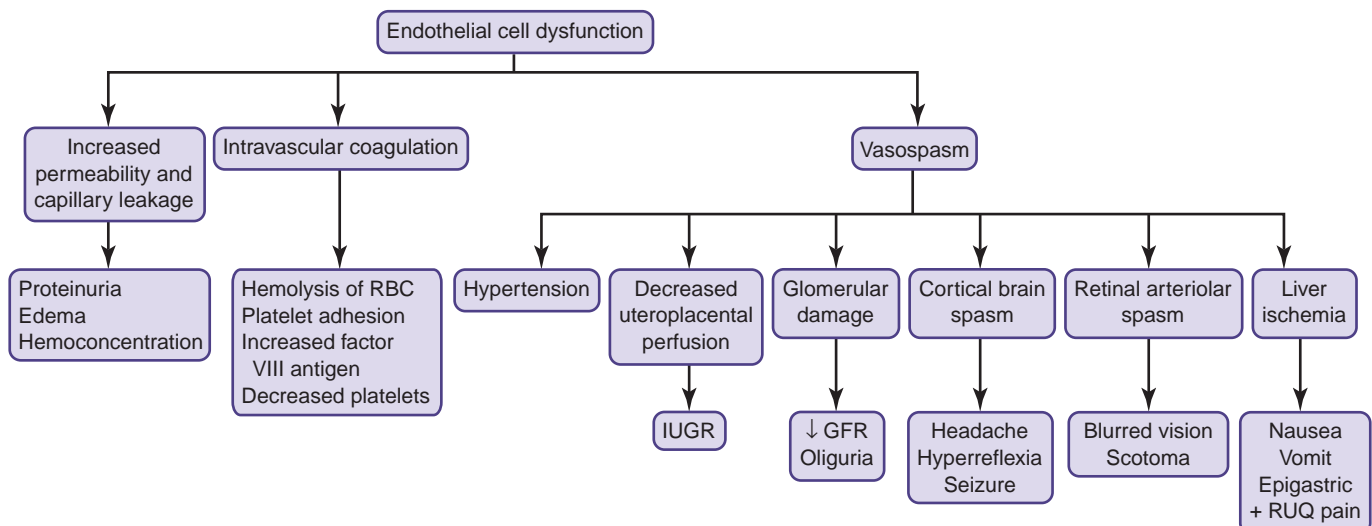 Endothelial cell dysfunction
Increased
permeability and
capillary leakage
Intravascular coagulation
Vasospasm
Proteinuria
Edema
Hemoconcentration
Hemolysis of RBC
Platelet adhesion
Increased factor
VIII antigen
Decreased platelets
Hypertension
Decreased
uteroplacental
perfusion
Glomerular
damage
Cortical brain
spasm
Retinal arteriolar
spasm
Liver
ischemia
IUGR
↓ GFR
Oliguria
Headache
Hyperreflexia
Seizure
Blurred vision
Scotoma
Nausea
Vomit
Epigastric
+ RUQ pain